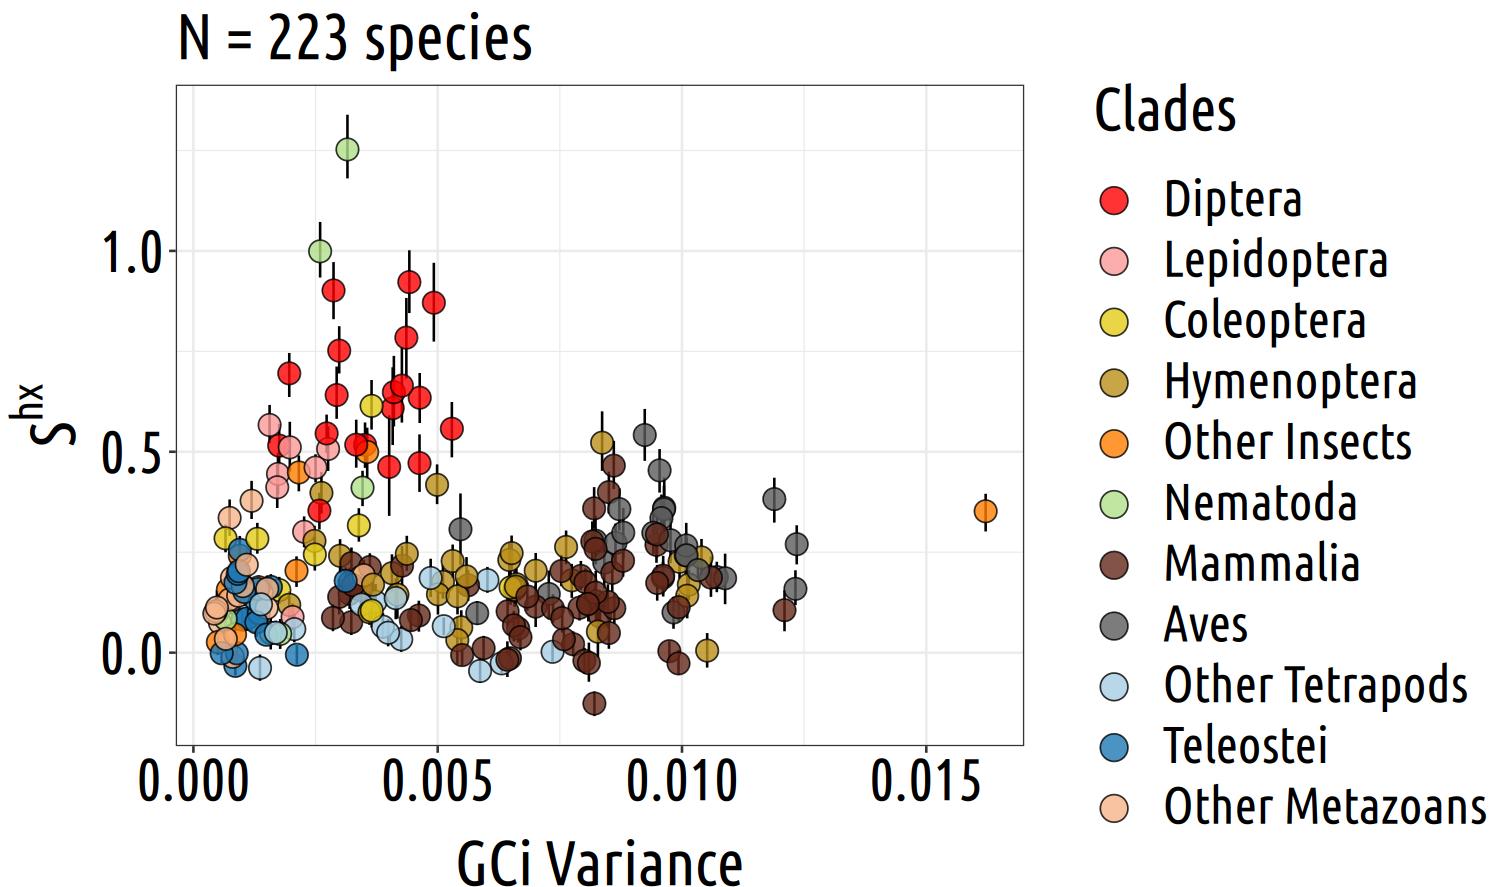 N = 223 species
Clades
Diptera
Lepidoptera
Coleoptera
Hymenoptera
Other Insects
Nematoda
Mammalia
Aves
Other Tetrapods
Teleostei
Other Metazoans
1.0
0.5
0.0
S^hx
0.000 0.005 0.010 0.015
GCi Variance